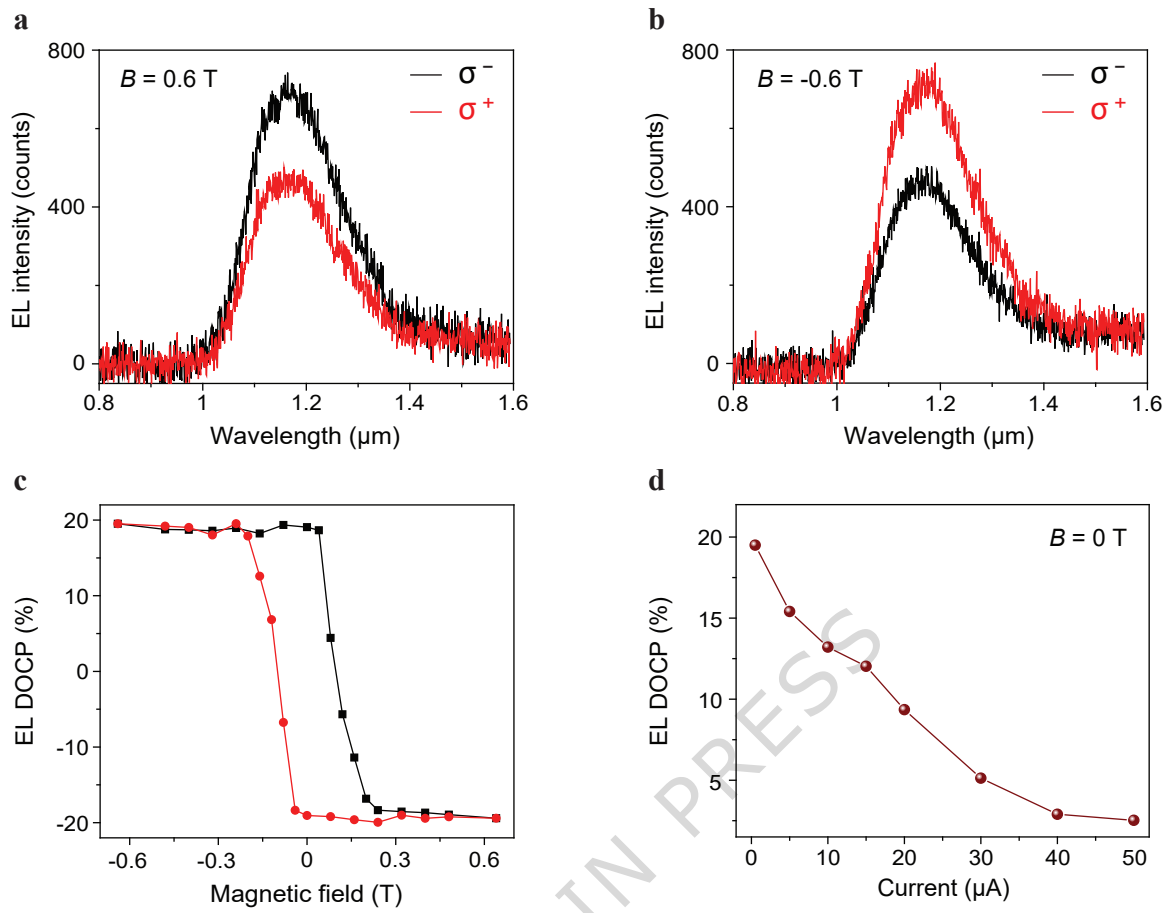 a
800
400
0
EL intensity (counts)
B = 0.6 T
σ⁻
σ⁺
0.8 1 1.2 1.4 1.6
Wavelength (µm)
b
800
400
0
EL intensity (counts)
B = -0.6 T
σ⁻
σ⁺
0.8 1 1.2 1.4 1.6
Wavelength (µm)
c
20
10
0
-10
-20
EL DOCP (%)
-0.6 -0.3 0 0.3 0.6
Magnetic field (T)
d
20
15
10
5
EL DOCP (%)
B = 0 T
0 10 20 30 40 50
Current (µA)
IN PRESS